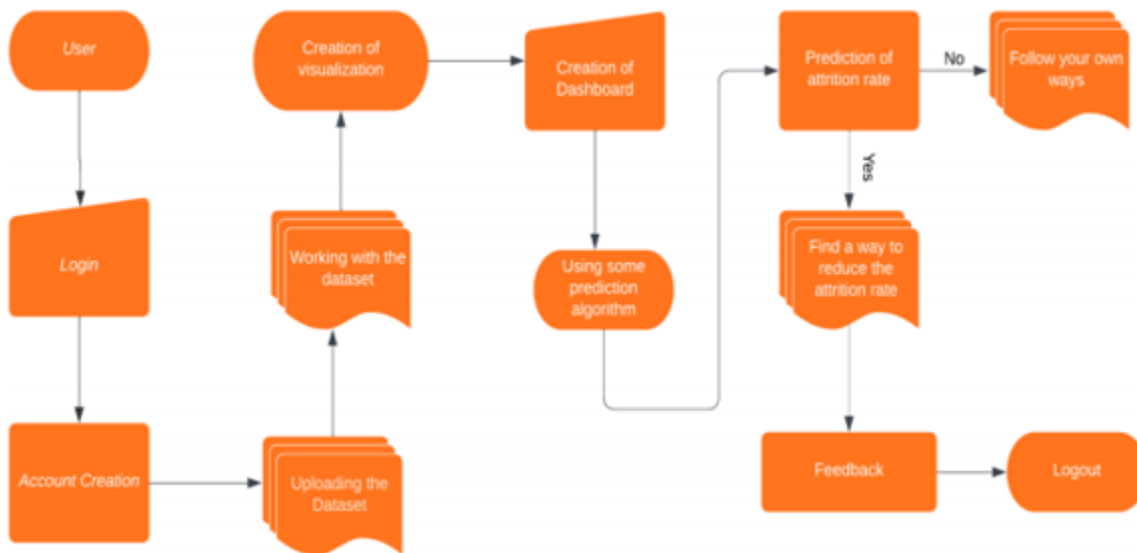 User
Login
Account Creation
Uploading the
Dataset
Working with the
dataset
Creation of
visualization
Creation of
Dashboard
Using some
prediction
algorithm
Prediction of
attrition rate
No
Follow your own
ways
Yes
Find a way to
reduce the
attrition rate
Feedback
Logout